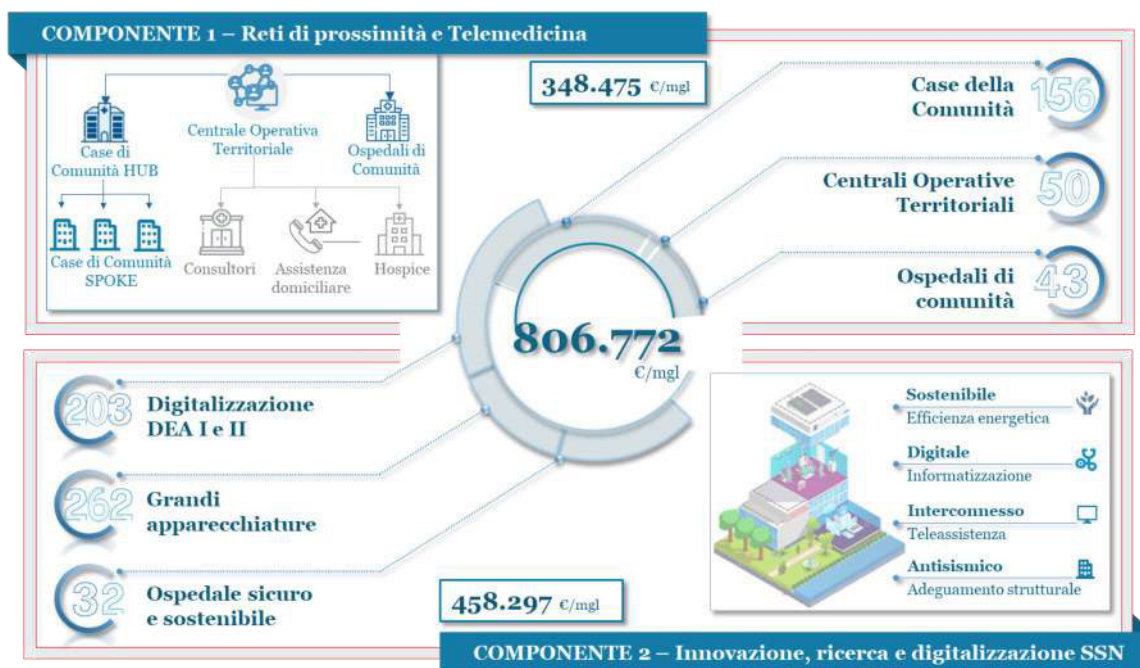 COMPONENTE 1 – Reti di prossimità e Telemedicina
348.475 €/mgl
Centrale Operativa
Territoriale
Case di
Comunità HUB
Ospedali di
Comunità
Case di Comunità
SPOKE
Consultori
Assistenza
domiciliare
Hospice
Case della
Comunità
156
Centrali Operative
Territoriali
50
Ospedali di
comunità
43
806.772
€/mgl
203
Digitalizzazione
DEA I e II
262
Grandi
apparecchiature
32
Ospedale sicuro
e sostenibile
Sostenibile
Efficienza energetica
Digitale
Informatizzazione
Interconnesso
Teleassistenza
Antisismico
Adeguamento strutturale
458.297 €/mgl
COMPONENTE 2 – Innovazione, ricerca e digitalizzazione SSN